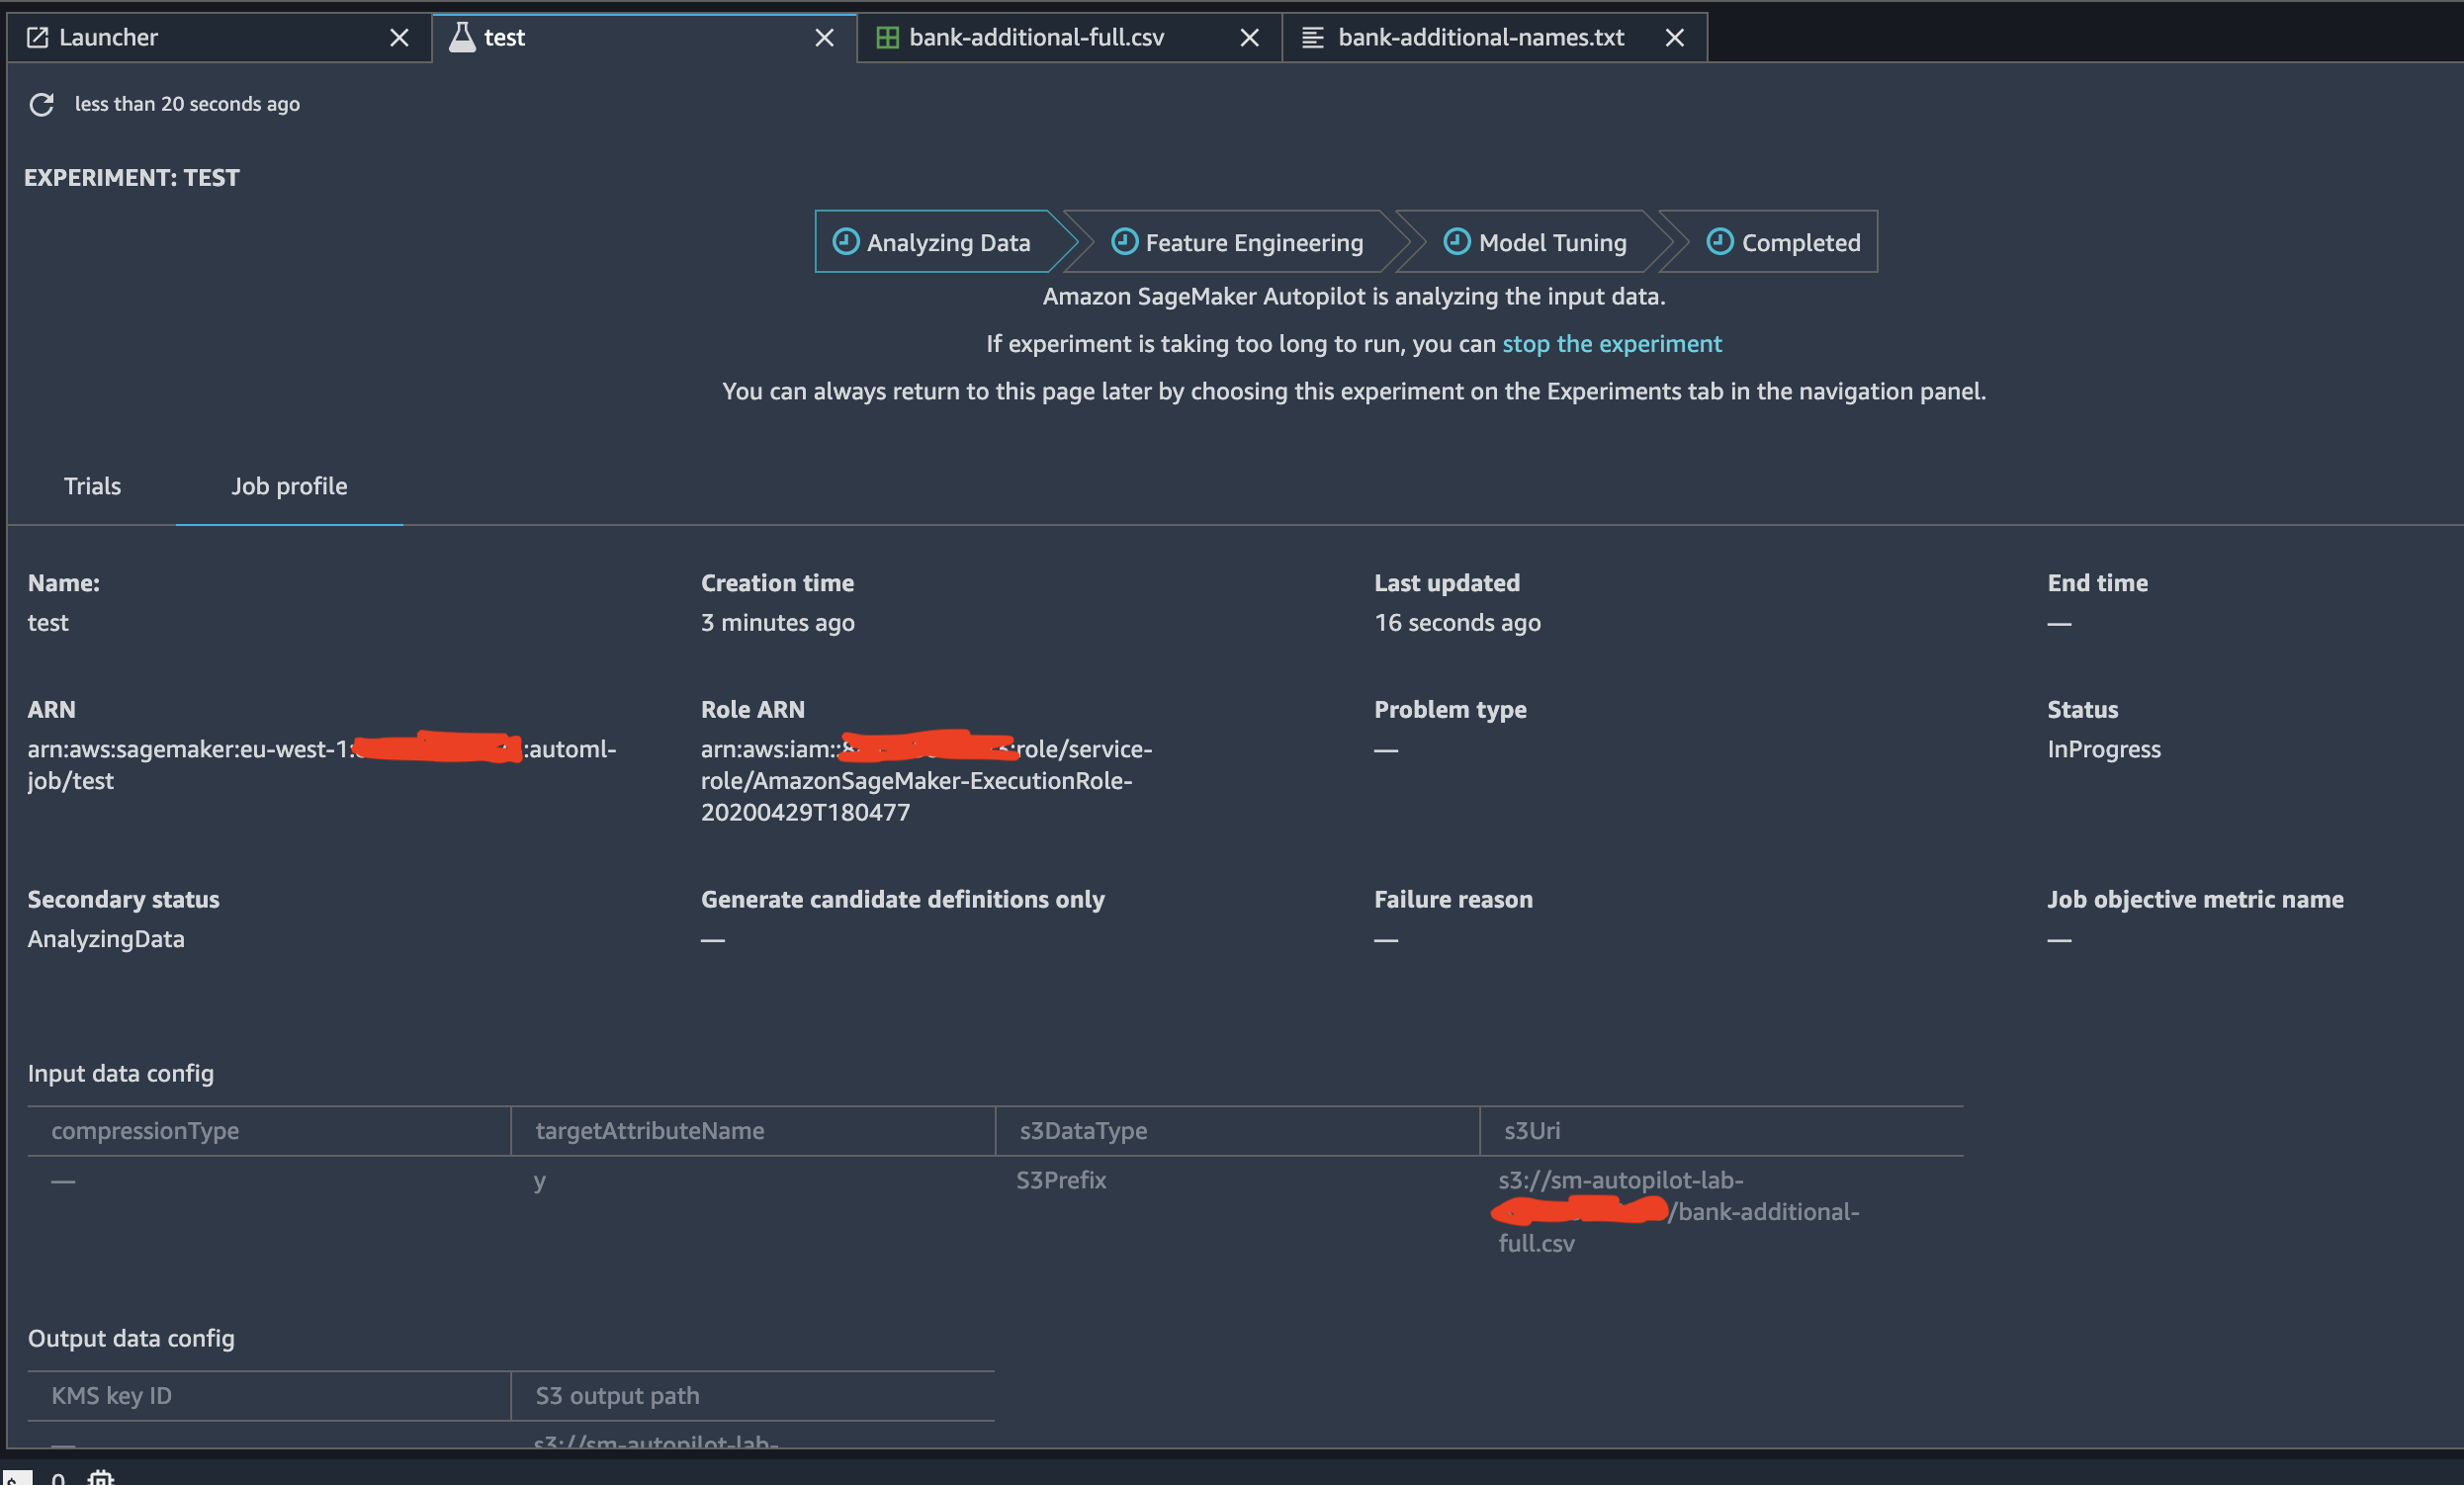 Launcher
test
bank-additional-full.csv
bank-additional-names.txt
less than 20 seconds ago
EXPERIMENT: TEST
Analyzing Data
Feature Engineering
Model Tuning
Completed
Amazon SageMaker Autopilot is analyzing the input data.
If experiment is taking too long to run, you can stop the experiment
You can always return to this page later by choosing this experiment on the Experiments tab in the navigation panel.
Trials
Job profile
Name:
test
Creation time
3 minutes ago
Last updated
16 seconds ago
End time
—
ARN
arn:aws:sagemaker:eu-west-1: :automl-
job/test
Role ARN
arn:aws:iam:: role/service-
role/AmazonSageMaker-ExecutionRole-
20200429T180477
Problem type
—
Status
InProgress
Secondary status
AnalyzingData
Generate candidate definitions only
—
Failure reason
—
Job objective metric name
—
Input data config
compressionType
targetAttributeName
s3DataType
s3Uri
—
y
S3Prefix
s3://sm-autopilot-lab-
/bank-additional-
full.csv
Output data config
KMS key ID
S3 output path
—
s3://sm-autopilot-lab-
0